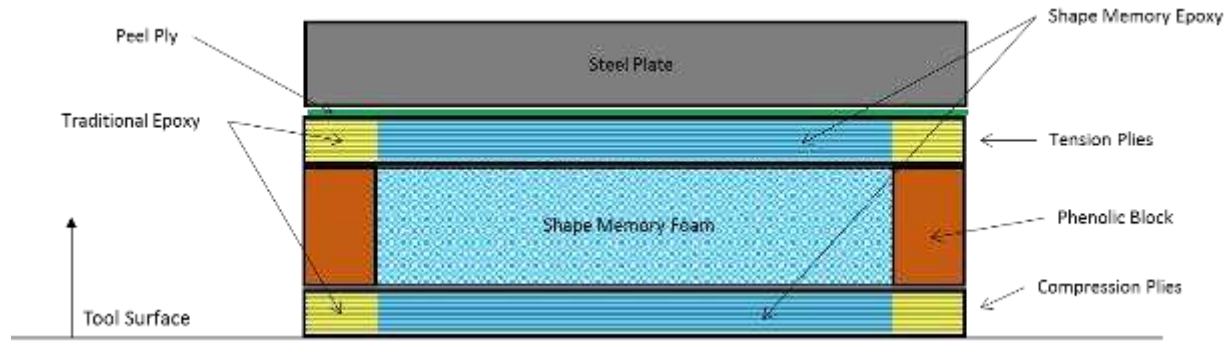 Shape Memory Epoxy
Peel Ply
Steel Plate
Traditional Epoxy
Tension Plies
Shape Memory Foam
Phenolic Block
Compression Plies
Tool Surface